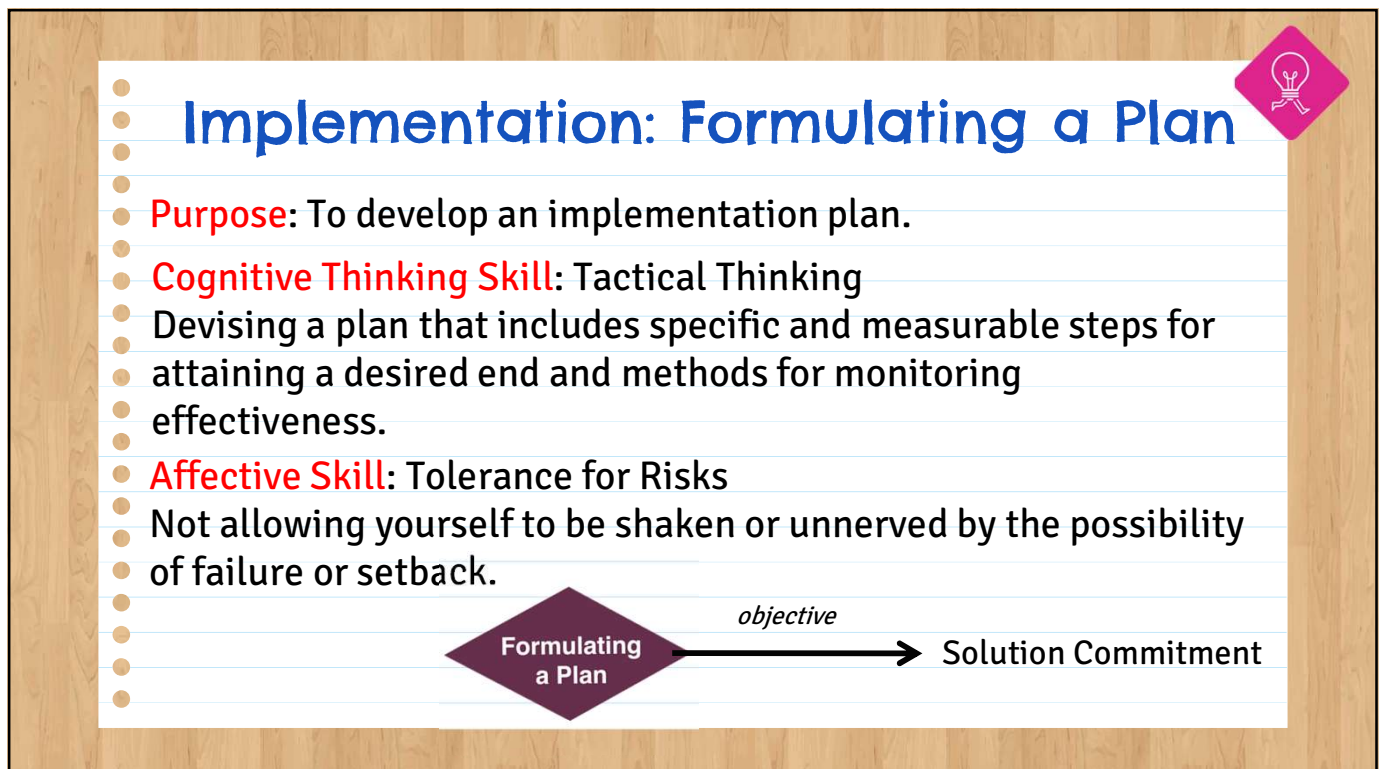 Implementation: Formulating a Plan
Purpose: To develop an implementation plan.
Cognitive Thinking Skill: Tactical Thinking
Devising a plan that includes specific and measurable steps for
attaining a desired end and methods for monitoring
effectiveness.
Affective Skill: Tolerance for Risks
Not allowing yourself to be shaken or unnerved by the possibility
of failure or setback.
Formulating
a Plan
objective
Solution Commitment